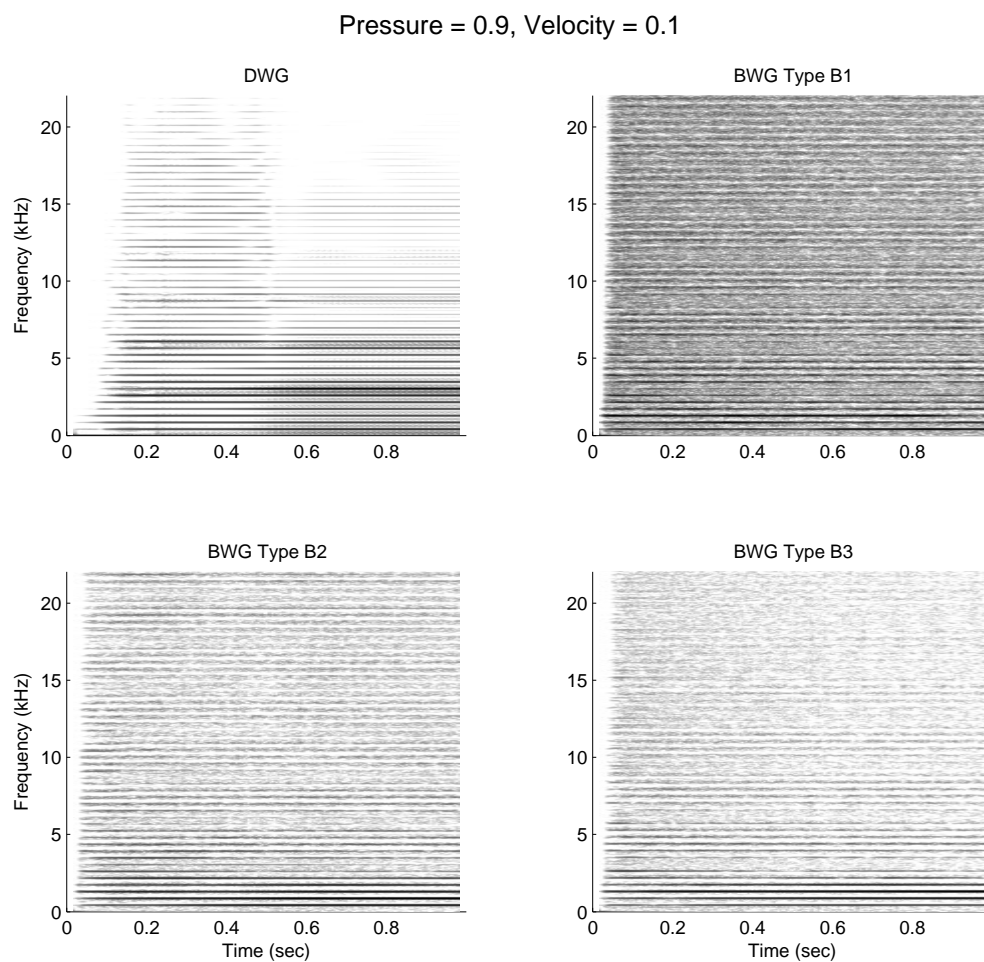 Pressure = 0.9, Velocity = 0.1
DWG
BWG Type B1
20
15
10
5
0
Frequency (kHz)
0 0.2 0.4 0.6 0.8
20
15
10
5
0
0 0.2 0.4 0.6 0.8
BWG Type B2
BWG Type B3
20
15
10
5
0
Frequency (kHz)
0 0.2 0.4 0.6 0.8
Time (sec)
20
15
10
5
0
0 0.2 0.4 0.6 0.8
Time (sec)